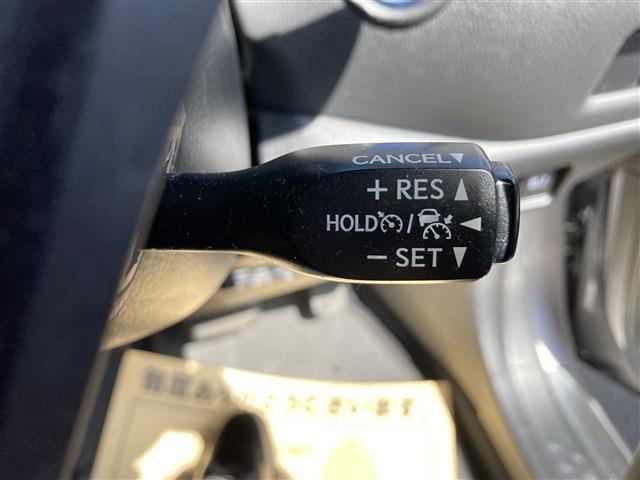 CANCEL▼
+ RES ▲
HOLD / ◀
− SET ▼